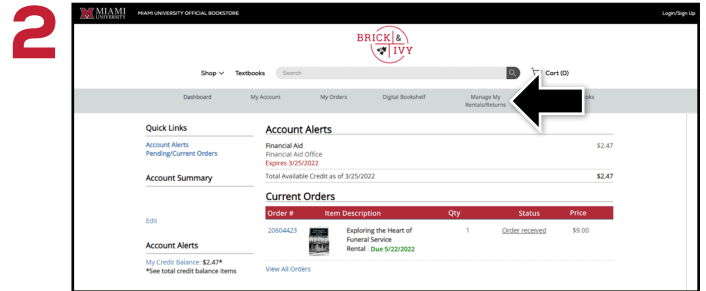 2
MIAMI UNIVERSITY
MIAMI UNIVERSITY OFFICIAL BOOKSTORE
Login/Sign Up
BRICK &
IVY
Shop
Textbooks
Search
Cart (0)
Dashboard
My Account
My Orders
Digital Bookshelf
Manage My
Rentals/Returns
Quick Links
Account Alerts
Pending/Current Orders
Account Summary
Edit
Account Alerts
My Credit Balance: $2.47*
*See total credit balance items
Account Alerts
Financial Aid $2.47
Financial Aid Office
Expires 3/25/2022
Total Available Credit as of 3/25/2022 $2.47
Current Orders
Order # Item Description Qty Status Price
20604423 Exploring the Heart of 1 Order received $9.00
Funeral Service
Rental Due 5/22/2022
View All Orders